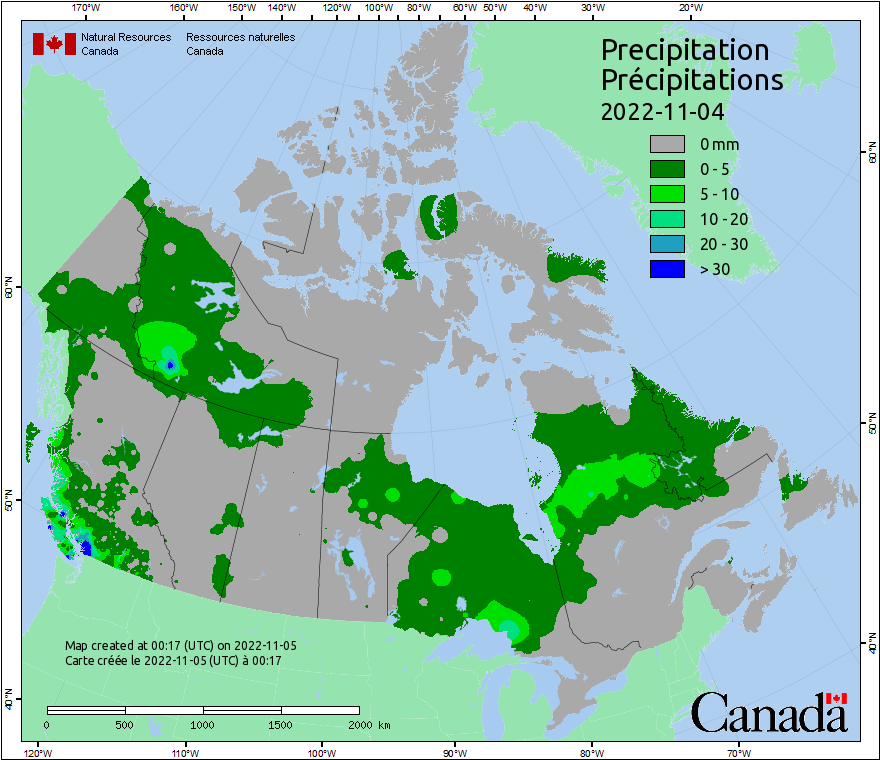 170°W 160°W 150°W 140°W 120°W 100°W 80°W 60°W 50°W 40°W 30°W 20°W
Natural Resources Ressources naturelles
Canada Canada
Precipitation
Précipitations
2022-11-04
0 mm
0 - 5
5 - 10
10 - 20
20 - 30
> 30
60°N
60°N
50°N
50°N
40°N
40°N
Map created at 00:17 (UTC) on 2022-11-05
Carte créée le 2022-11-05 (UTC) à 00:17
0 500 1000 1500 2000 km
Canada
120°W 110°W 100°W 90°W 80°W 70°W